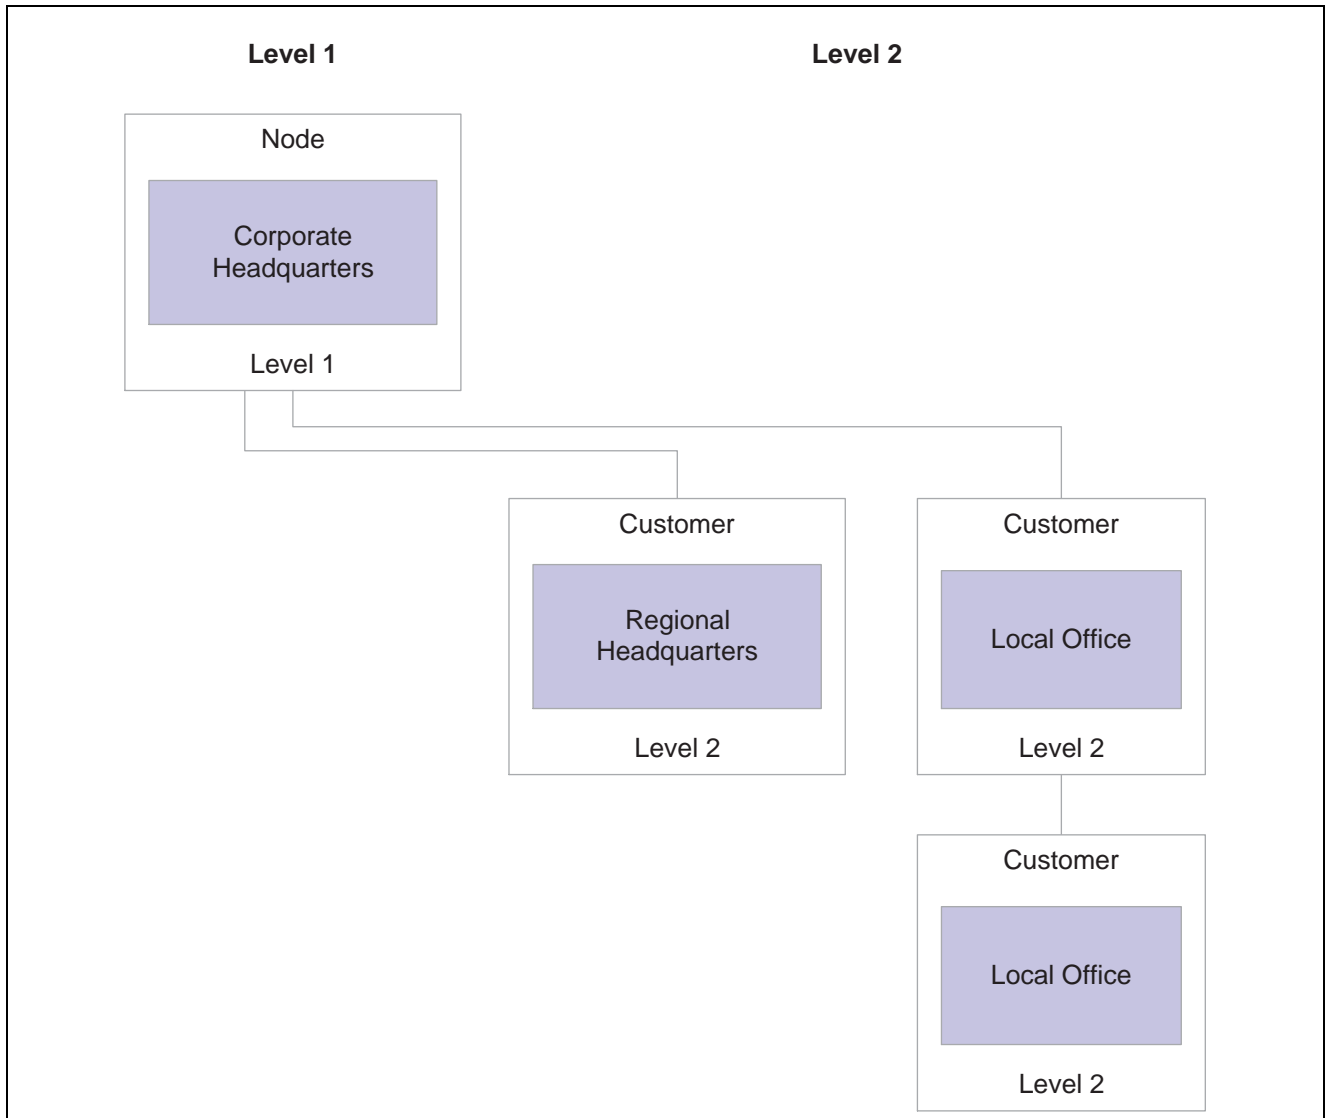 Level 1
Level 2
Node
Corporate
Headquarters
Level 1
Customer
Regional
Headquarters
Level 2
Customer
Local Office
Level 2
Customer
Local Office
Level 2